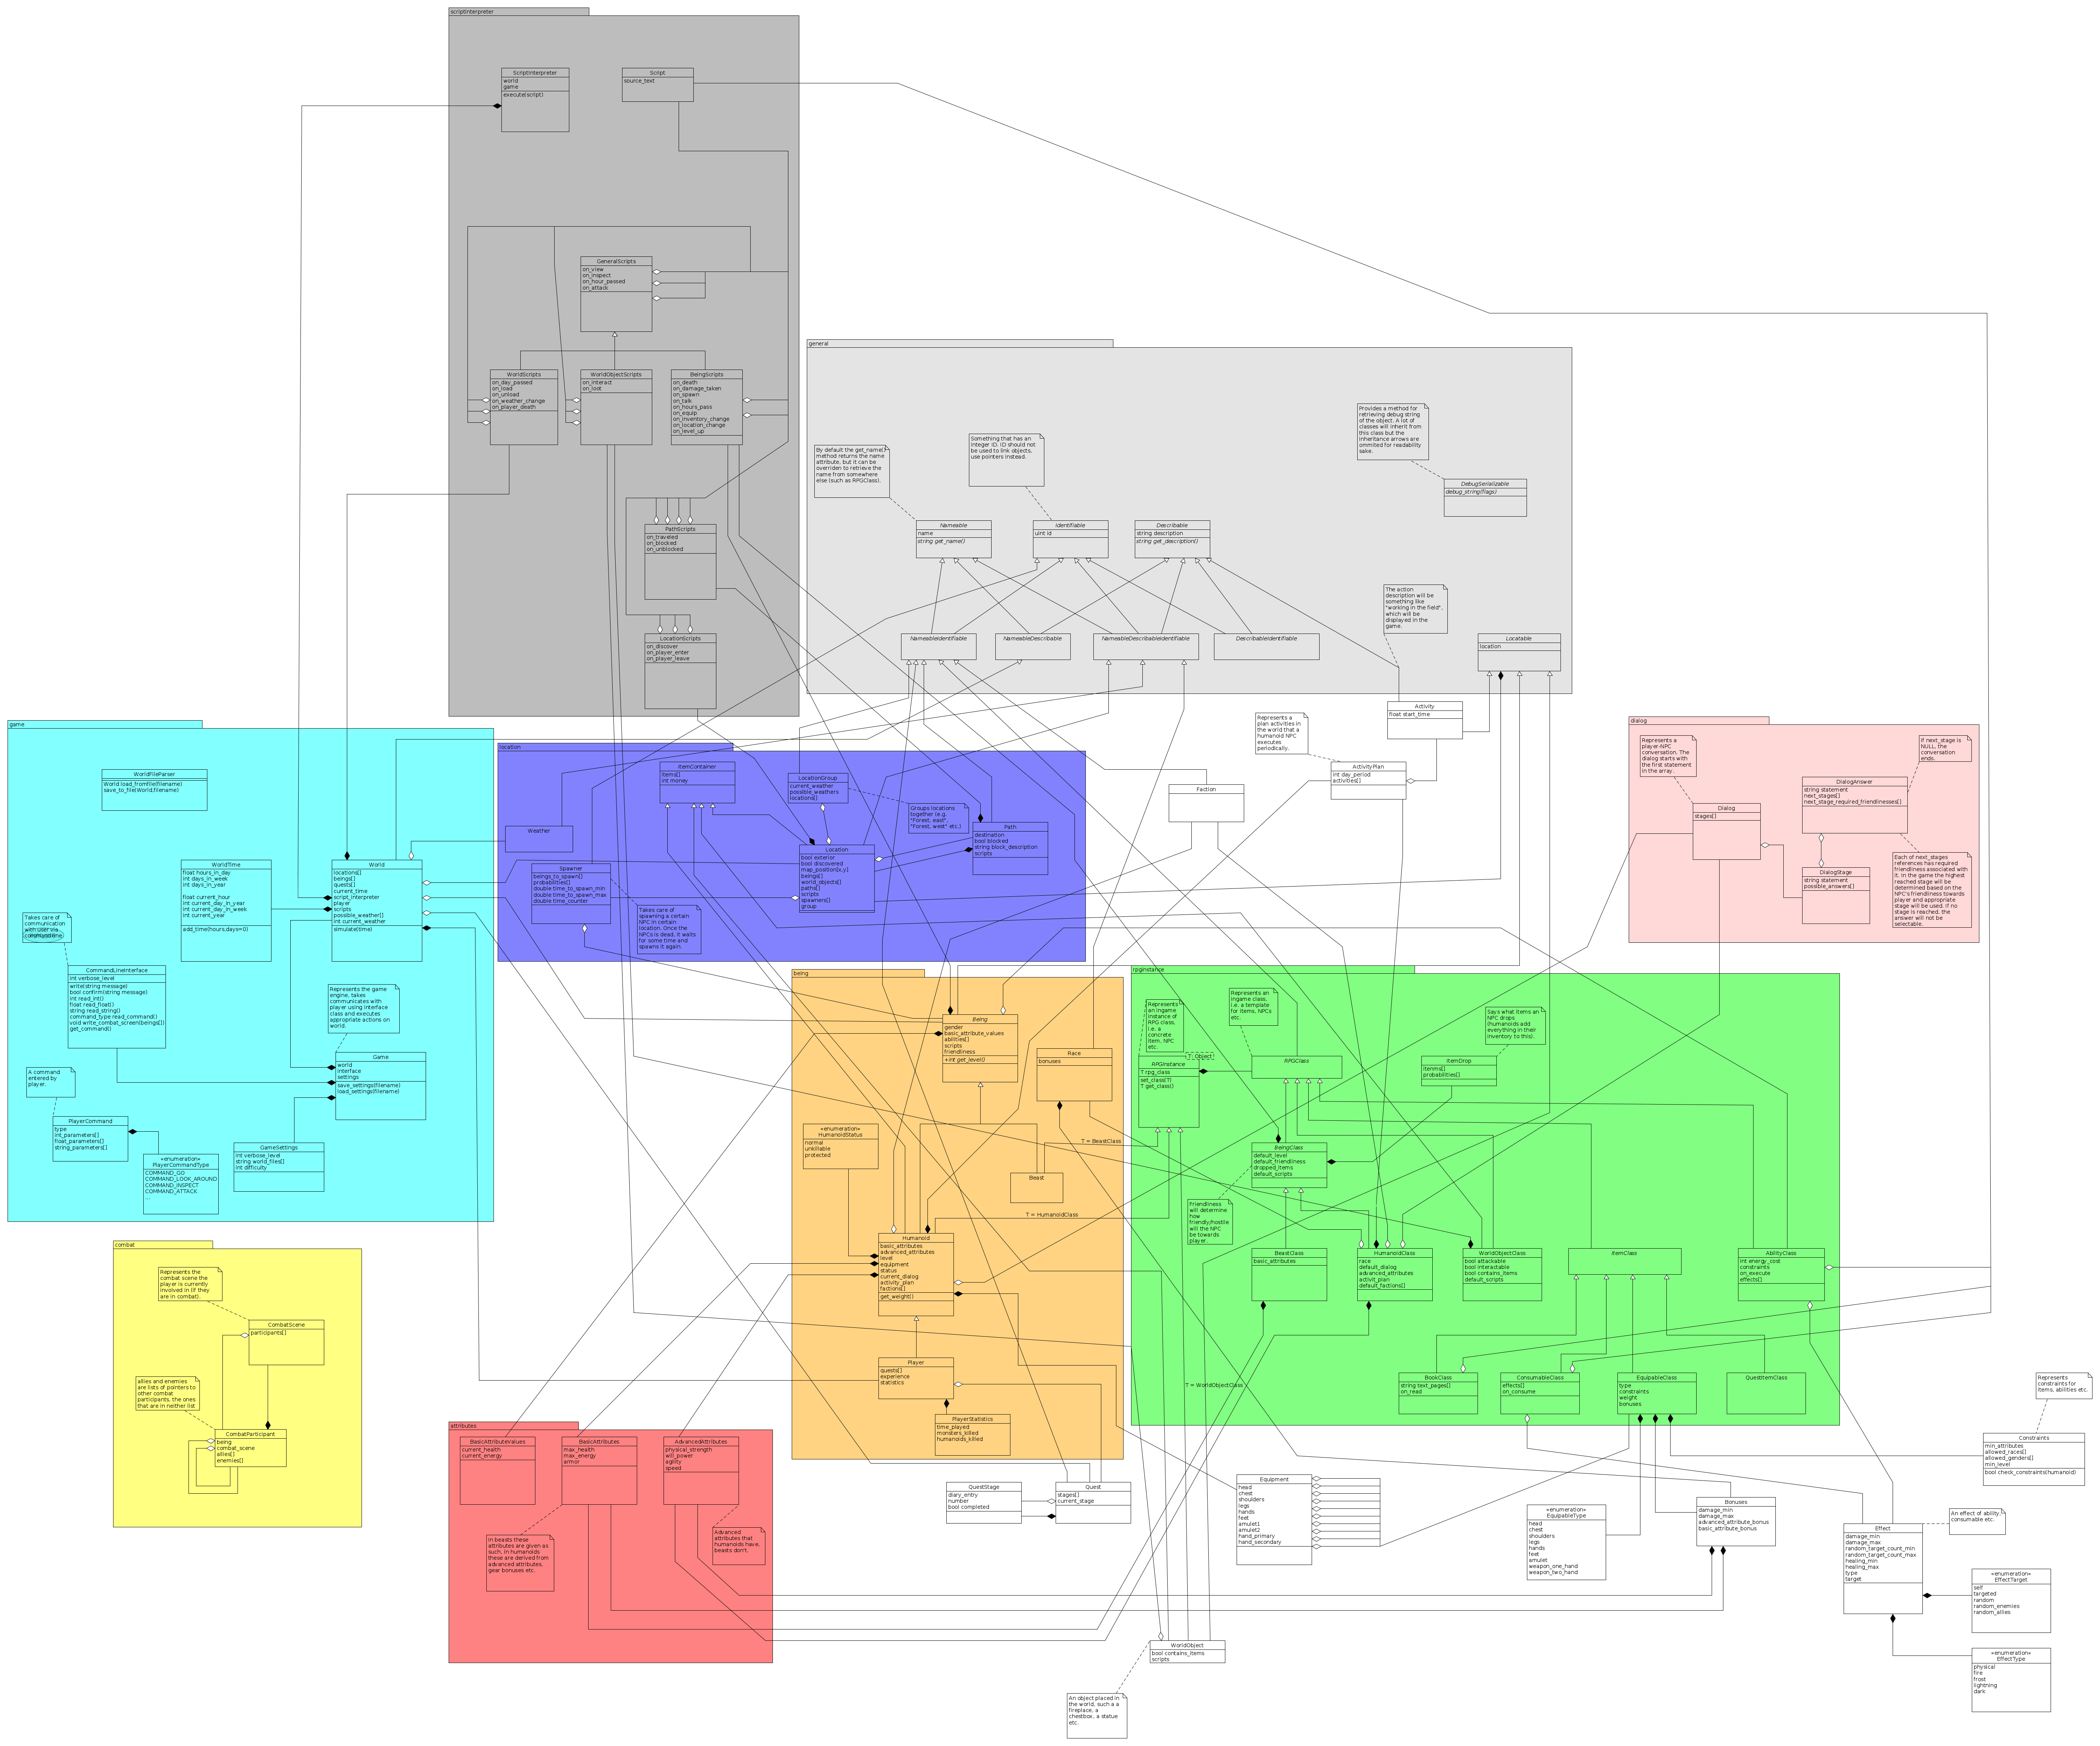 scriptInterpreter
ScriptInterpreter
world
game
execute(script)
Script
source_text
GeneralScripts
on_view
on_inspect
on_hour_passed
on_attack
WorldScripts
on_day_passed
on_load
on_unload
on_weather_change
on_player_death
WorldObjectScripts
on_interact
on_loot
BeingScripts
on_death
on_damage_taken
on_spawn
on_talk
on_hours_pass
on_equip
on_inventory_change
on_location_change
on_level_up
PathScripts
on_traveled
on_blocked
on_unblocked
LocationScripts
on_discover
on_player_enter
on_player_leave
general
By default the get_name()
method returns the name
attribute, but it can be
overriden to retrieve the
name from somewhere
else (such as RPGClass).
Something that has an
integer ID. ID should not
be used to link objects,
use pointers instead.
Provides a method for
retrieving debug string
of the object. A lot of
classes will inherit from
this class but the
inheritance arrows are
ommited for readability
sake.
DebugSerializable
debug_string(flags)
Nameable
name
string get_name()
Identifiable
uint id
Describable
string description
string get_description()
The action
description will be
something like
"working in the field",
which will be
displayed in the
game.
NameableIdentifiable
NameableDescribable
NameableDescribableIdentifiable
DescribableIdentifiable
Locatable
location
Activity
float start_time
Represents a
plan activities in
the world that a
humanoid NPC
executes
periodically.
ActivityPlan
int day_period
activities[]
Faction
dialog
Represents a
player-NPC
conversation. The
dialog starts with
the first statement
in the array.
If next_stage is
NULL, the
conversation
ends.
DialogAnswer
string statement
next_stages[]
next_stage_required_friendlinesses[]
Dialog
stages[]
DialogStage
string statement
possible_answers[]
Each of next_stages
references has required
friendliness associated with
it. In the game the highest
reached stage will be
determined based on the
NPC's friendliness towards
player and appropriate
stage will be used. If no
stage is reached, the
answer will not be
selectable.
game
WorldFileParser
World load_fromfile(filename)
save_to_file(World,filename)
WorldTime
float hours_in_day
int days_in_week
int days_in_year
float current_hour
int current_day_in_year
int current_day_in_week
int current_year
add_time(hours,days=0)
World
locations[]
beings[]
quests[]
current_time
script_interpreter
player
scripts
possible_weather[]
int current_weather
simulate(time)
Takes care of
communication
with user via
commandline.
CommandLineInterface
int verbose_level
write(string message)
bool confirm(string message)
int read_int()
float read_float()
string read_string()
command_type read_command()
void write_combat_screen(beings[])
get_command()
Represents the game
engine, takes
communicates with
player using interface
class and executes
appropriate actions on
world.
Game
world
interface
settings
save_settings(filename)
load_settings(filename)
A command
entered by
player.
PlayerCommand
type
int_parameters[]
float_parameters[]
string_parameters[]
«enumeration»
PlayerCommandType
COMMAND_GO
COMMAND_LOOK_AROUND
COMMAND_INSPECT
COMMAND_ATTACK
...
GameSettings
int verbose_level
string world_files[]
int difficulty
location
ItemContainer
items[]
int money
LocationGroup
current_weather
possible_weathers
locations[]
Groups locations
together (e.g.
"Forest, east",
"Forest, west" etc.)
Path
destination
bool blocked
string block_description
scripts
Weather
Location
bool exterior
bool discovered
map_position[x,y]
beings[]
world_objects[]
paths[]
scripts
spawners[]
group
Spawner
beings_to_spawn[]
probabilities[]
double time_to_spawn_min
double time_to_spawn_max
double time_counter
Takes care of
spawning a certain
NPC in certain
location. Once the
NPCs is dead, it waits
for some time and
spawns it again.
being
Being
gender
basic_attribute_values
abilities[]
scripts
friendliness
+int get_level()
Race
bonuses
«enumeration»
HumanoidStatus
normal
unkillable
protected
Beast
T = BeastClass
T = HumanoidClass
Humanoid
basic_attributes
advanced_attributes
level
equipment
status
current_dialog
activity_plan
factions[]
get_weight()
Player
quests[]
experience
statistics
PlayerStatistics
time_played
monsters_killed
humanoids_killed
rpginstance
Represents
an ingame
instance of
RPG class,
i.e. a
concrete
item, NPC
etc.
Represents an
ingame class,
i.e. a template
for items, NPCs
etc.
Says what items an
NPC drops
(humanoids add
everything in their
inventory to this).
T: Object
RPGInstance
T rpg_class
set_class(T)
T get_class()
RPGClass
ItemDrop
itenms[]
probabilities[]
BeingClass
default_level
default_friendliness
dropped_items
default_scripts
Friendliness
will determine
how
friendly/hostile
will the NPC
be towards
player.
BeastClass
basic_attributes
HumanoidClass
race
default_dialog
advanced_attributes
activit_plan
default_factions[]
WorldObjectClass
bool attackable
bool interactable
bool contains_items
default_scripts
ItemClass
AbilityClass
int energy_cost
constraints
on_execute
effects[]
T = WorldObjectClass
BookClass
string text_pages[]
on_read
ConsumableClass
effects[]
on_consume
EquipableClass
type
constraints
weight
bonuses
QuestItemClass
combat
Represents the
combat scene the
player is currently
involved in (if they
are in combat).
CombatScene
participants[]
allies and enemies
are lists of pointers to
other combat
participants, the ones
that are in neither list
CombatParticipant
being
combat_scene
allies[]
enemies[]
attributes
BasicAttributeValues
current_health
current_energy
BasicAttributes
max_health
max_energy
armor
AdvancedAttributes
physical_strength
will_power
agility
speed
In beasts these
attributes are given as
such, in humanoids
these are derived from
advanced attributes,
gear bonuses etc.
Advanced
attributes that
humanoids have,
beasts don't.
QuestStage
diary_entry
number
bool completed
Quest
stages[]
current_stage
Equipment
head
chest
shoulders
legs
hands
feet
amulet1
amulet2
hand_primary
hand_secondary
«enumeration»
EquipableType
head
chest
shoulders
legs
hands
feet
amulet
weapon_one_hand
weapon_two_hand
Bonuses
damage_min
damage_max
advanced_attribute_bonus
basic_attribute_bonus
Represents
constraints for
items, abilities etc.
Constraints
min_attributes
allowed_races[]
allowed_genders[]
min_level
bool check_constraints(humanoid)
An effect of ability,
consumable etc.
Effect
damage_min
damage_max
random_target_count_min
random_target_count_max
healing_min
healing_max
type
target
«enumeration»
EffectTarget
self
targeted
random
random_enemies
random_allies
«enumeration»
EffectType
physical
fire
frost
lightning
dark
WorldObject
bool contains_items
scripts
An object placed in
the world, such a a
fireplace, a
chestbox, a statue
etc.